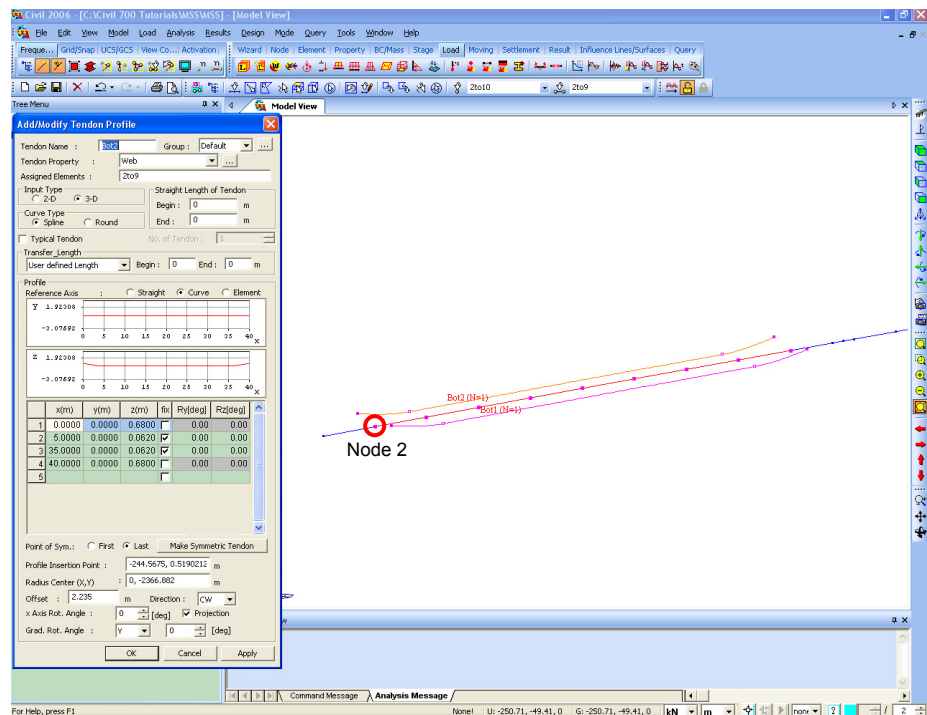 Civil 2006 - [C:\Civil 700 Tutorials\MSS\MSS] - [Model View]
File Edit View Model Load Analysis Results Design Mode Query Tools Window Help
Freque... Grid/Snap UCS/GCS View Co... Activation Wizard Node Element Property BC/Mass Stage Load Moving Settlement Result Influence Lines/Surfaces Query
2to10 2to9
Tree Menu
Model View
Add/Modify Tendon Profile
Tendon Name : Bot2 Group : Default ...
Tendon Property : Web ...
Assigned Elements : 2to9
Input Type
2-D 3-D
Straight Length of Tendon
Begin : 0 m
Curve Type
Spline Round
End : 0 m
Typical Tendon No. of Tendon : 1
Transfer_Length
User defined Length Begin : 0 End : 0 m
Profile
Reference Axis : Straight Curve Element
Y 1.92308
-3.07692
0 5 10 15 20 25 30 35 40 x
Z 1.92308
-3.07692
0 5 10 15 20 25 30 35 40 x
x(m) y(m) z(m) fix Ry[deg] Rz[deg]
1 0.0000 0.0000 0.6800 0.00 0.00
2 5.0000 0.0000 0.0620 0.00 0.00
3 35.0000 0.0000 0.0620 0.00 0.00
4 40.0000 0.0000 0.6800 0.00 0.00
5
Point of Sym.: First Last Make Symmetric Tendon
Profile Insertion Point : -244.5675, 0.5190212 m
Radius Center (X,Y) : 0, -2366.882 m
Offset : 2.235 m Direction : CW
x Axis Rot. Angle : 0 [deg] Projection
Grad. Rot. Angle : Y 0 [deg]
OK Cancel Apply
Bot2 (N=1)
Bot1 (N=1)
Node 2
Command Message Analysis Message
For Help, press F1
None! U: -250.71, -49.41, 0 G: -250.71, -49.41, 0 kN m none ? 2